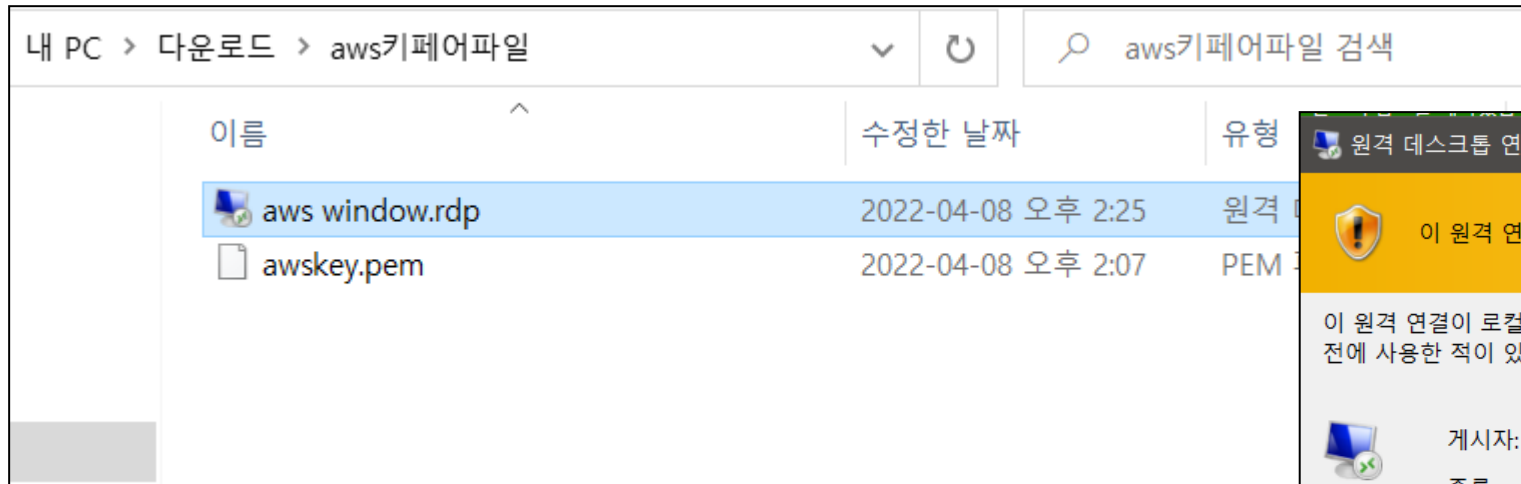 내 PC > 다운로드 > aws키페어파일
aws키페어파일 검색
이름 수정한 날짜 유형
aws window.rdp 2022-04-08 오후 2:25 원격
awskey.pem 2022-04-08 오후 2:07 PEM
원격 데스크톱 연
이 원격 연
이 원격 연결이 로컬
전에 사용한 적이 있
게시자: